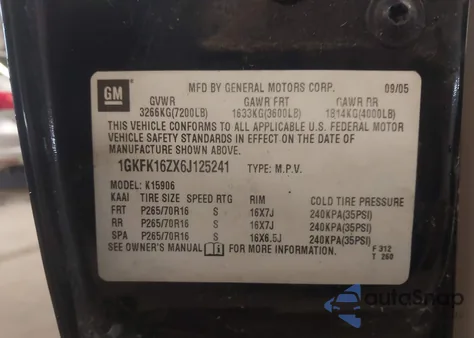 GM
MFD BY GENERAL MOTORS CORP. 09/05
GVWR GAWR FRT GAWR RR
3266KG(7200LB) 1633KG(3600LB) 1814KG(4000LB)
THIS VEHICLE CONFORMS TO ALL APPLICABLE U.S. FEDERAL MOTOR
VEHICLE SAFETY STANDARDS IN EFFECT ON THE DATE OF
MANUFACTURE SHOWN ABOVE.
1GKFK16ZX6J125241 TYPE: M.P.V.
MODEL: K15906
KAAI TIRE SIZE SPEED RTG RIM COLD TIRE PRESSURE
FRT P265/70R16 S 16X7J 240KPA(35PSI)
RR P265/70R16 S 16X7J 240KPA(35PSI)
SPA P265/70R16 S 16X6.5J 240KPA(35PSI)
SEE OWNER'S MANUAL FOR MORE INFORMATION. F 312
T 260
autoSnap